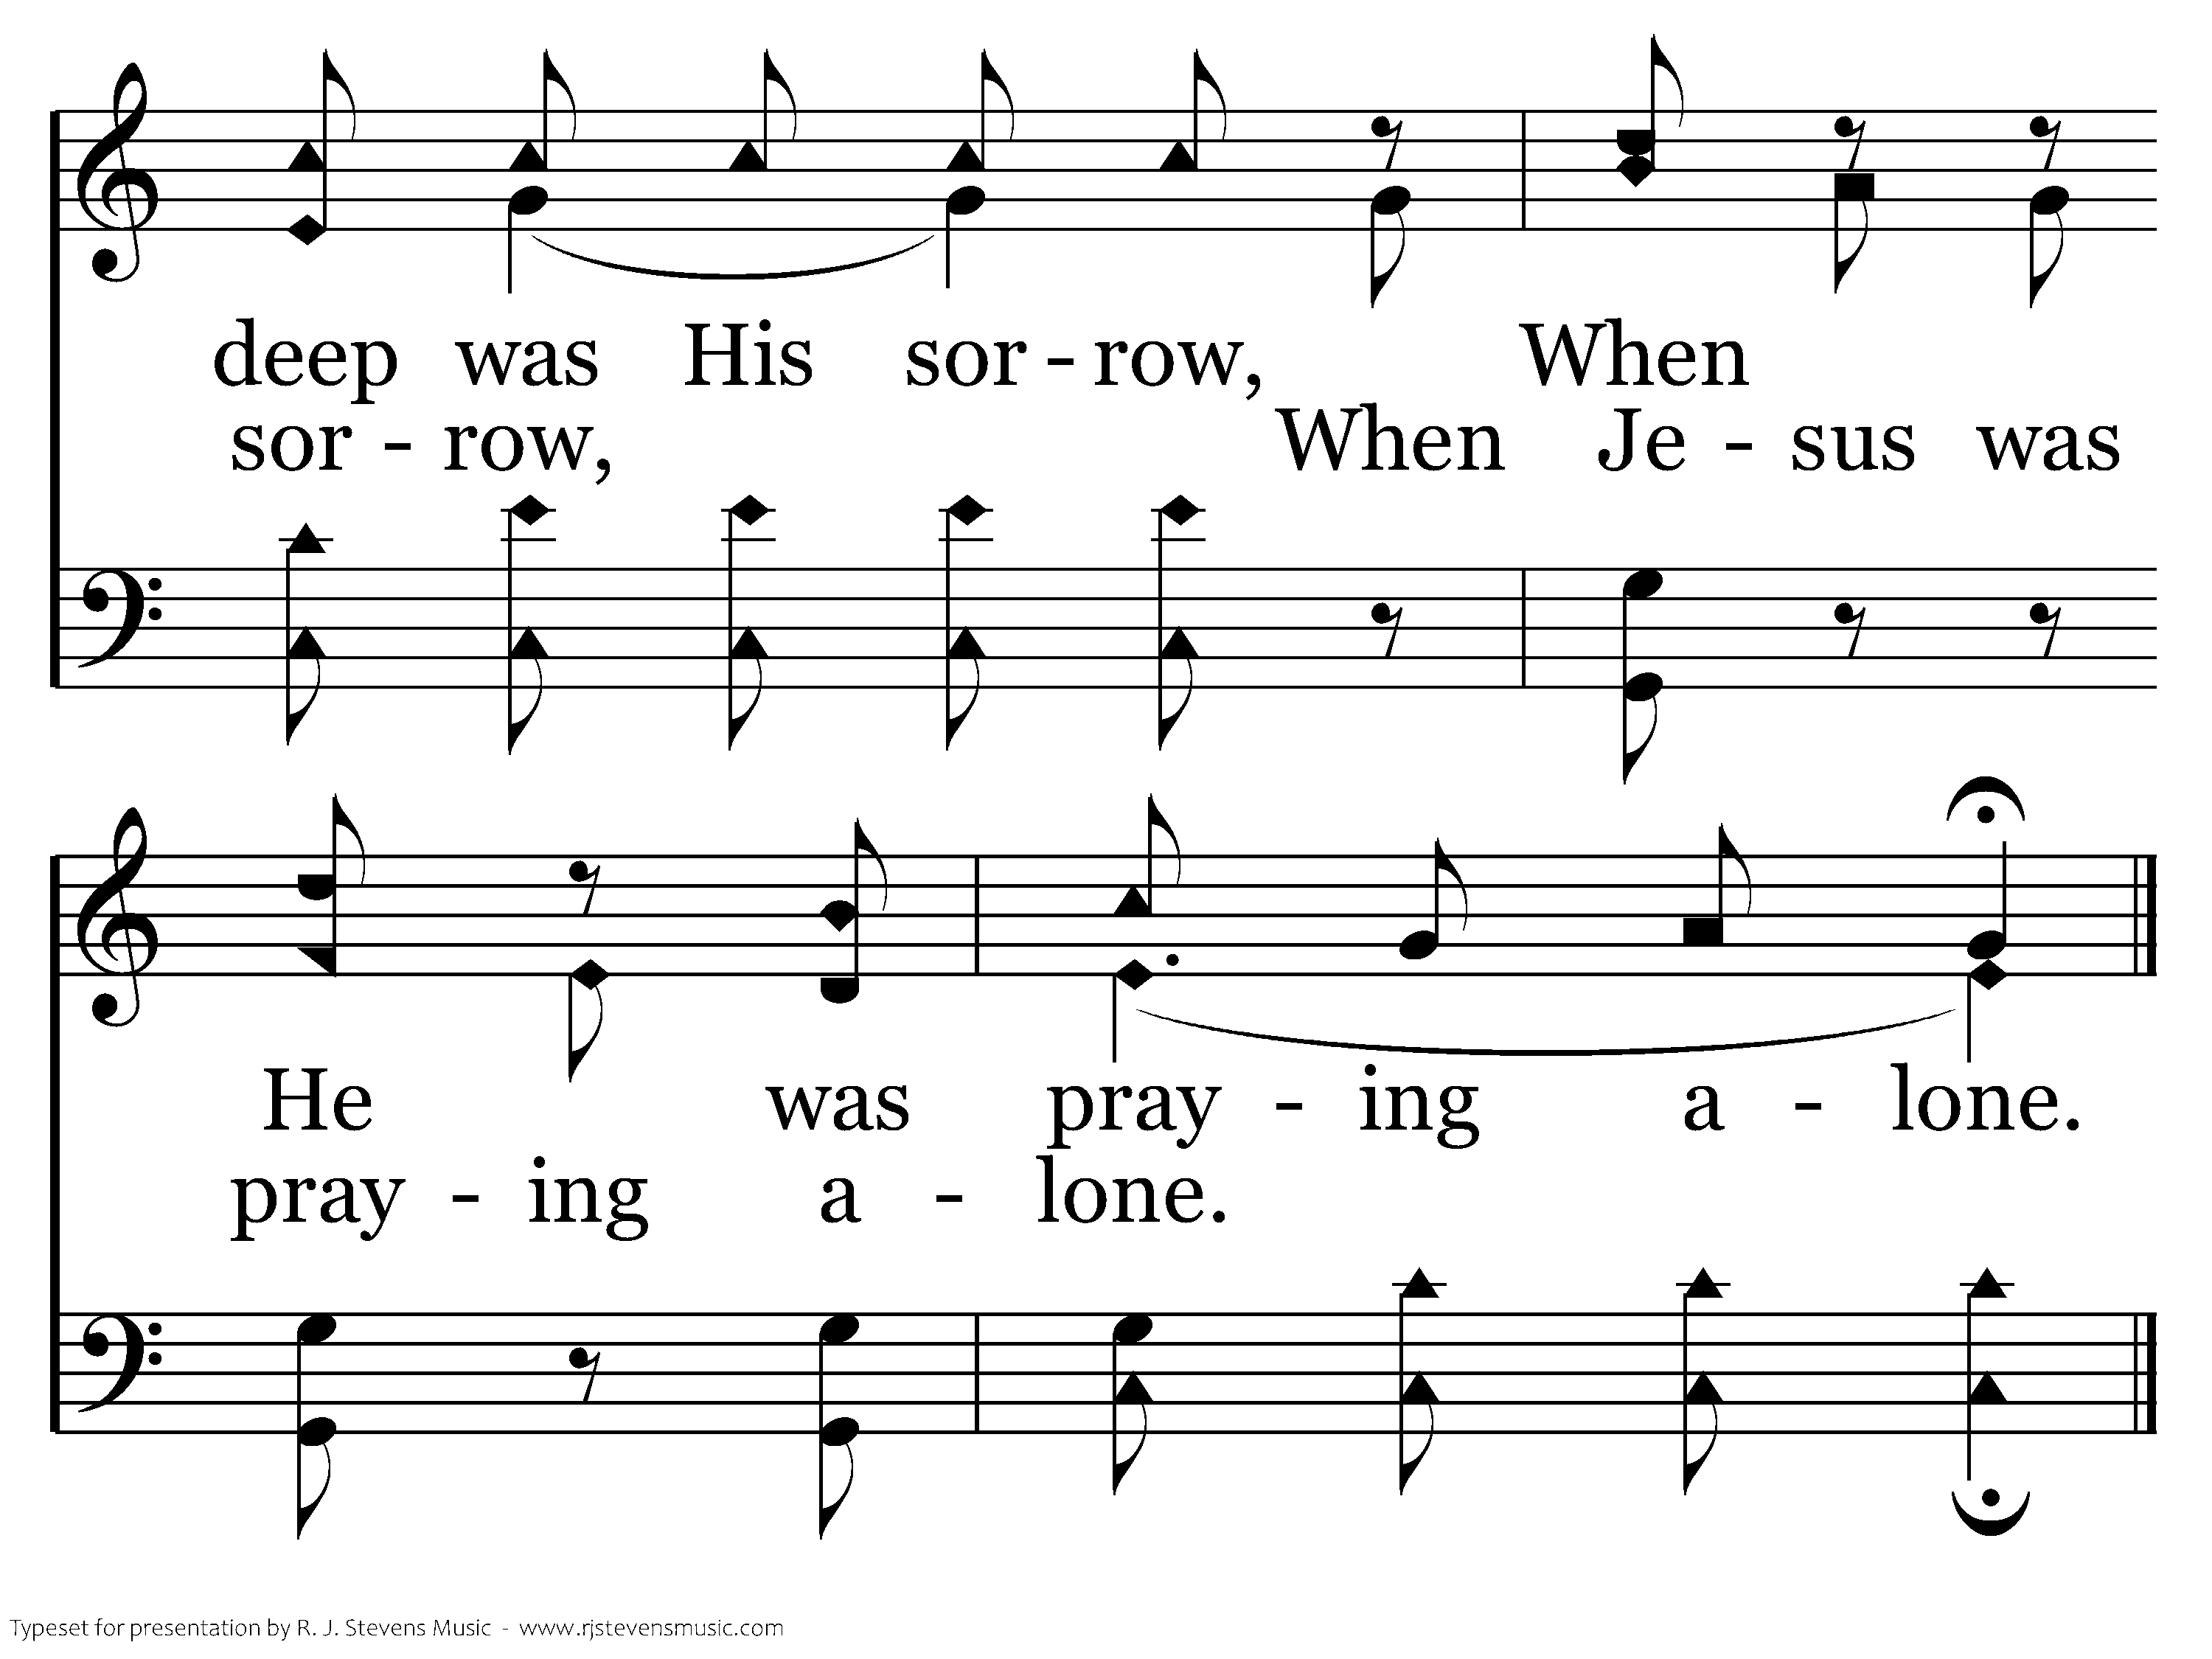 deep was His sor - row, When
sor - row, When Je - sus was
He was pray - ing a - lone.
pray - ing a - lone.
Typeset for presentation by R. J. Stevens Music - www.rjstevensmusic.com